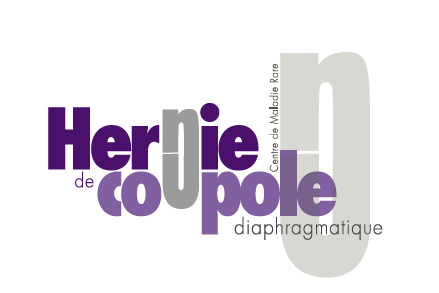 Hernie
de coupole
diaphragmatique
Centre de Maladie Rare